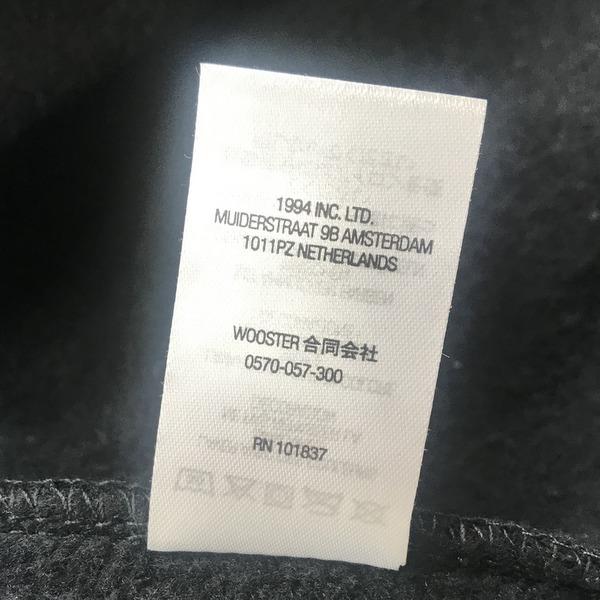 1994 INC. LTD.
MUIDERSTRAAT 9B AMSTERDAM
1011PZ NETHERLANDS
WOOSTER 合同会社
0570-057-300
RN 101837